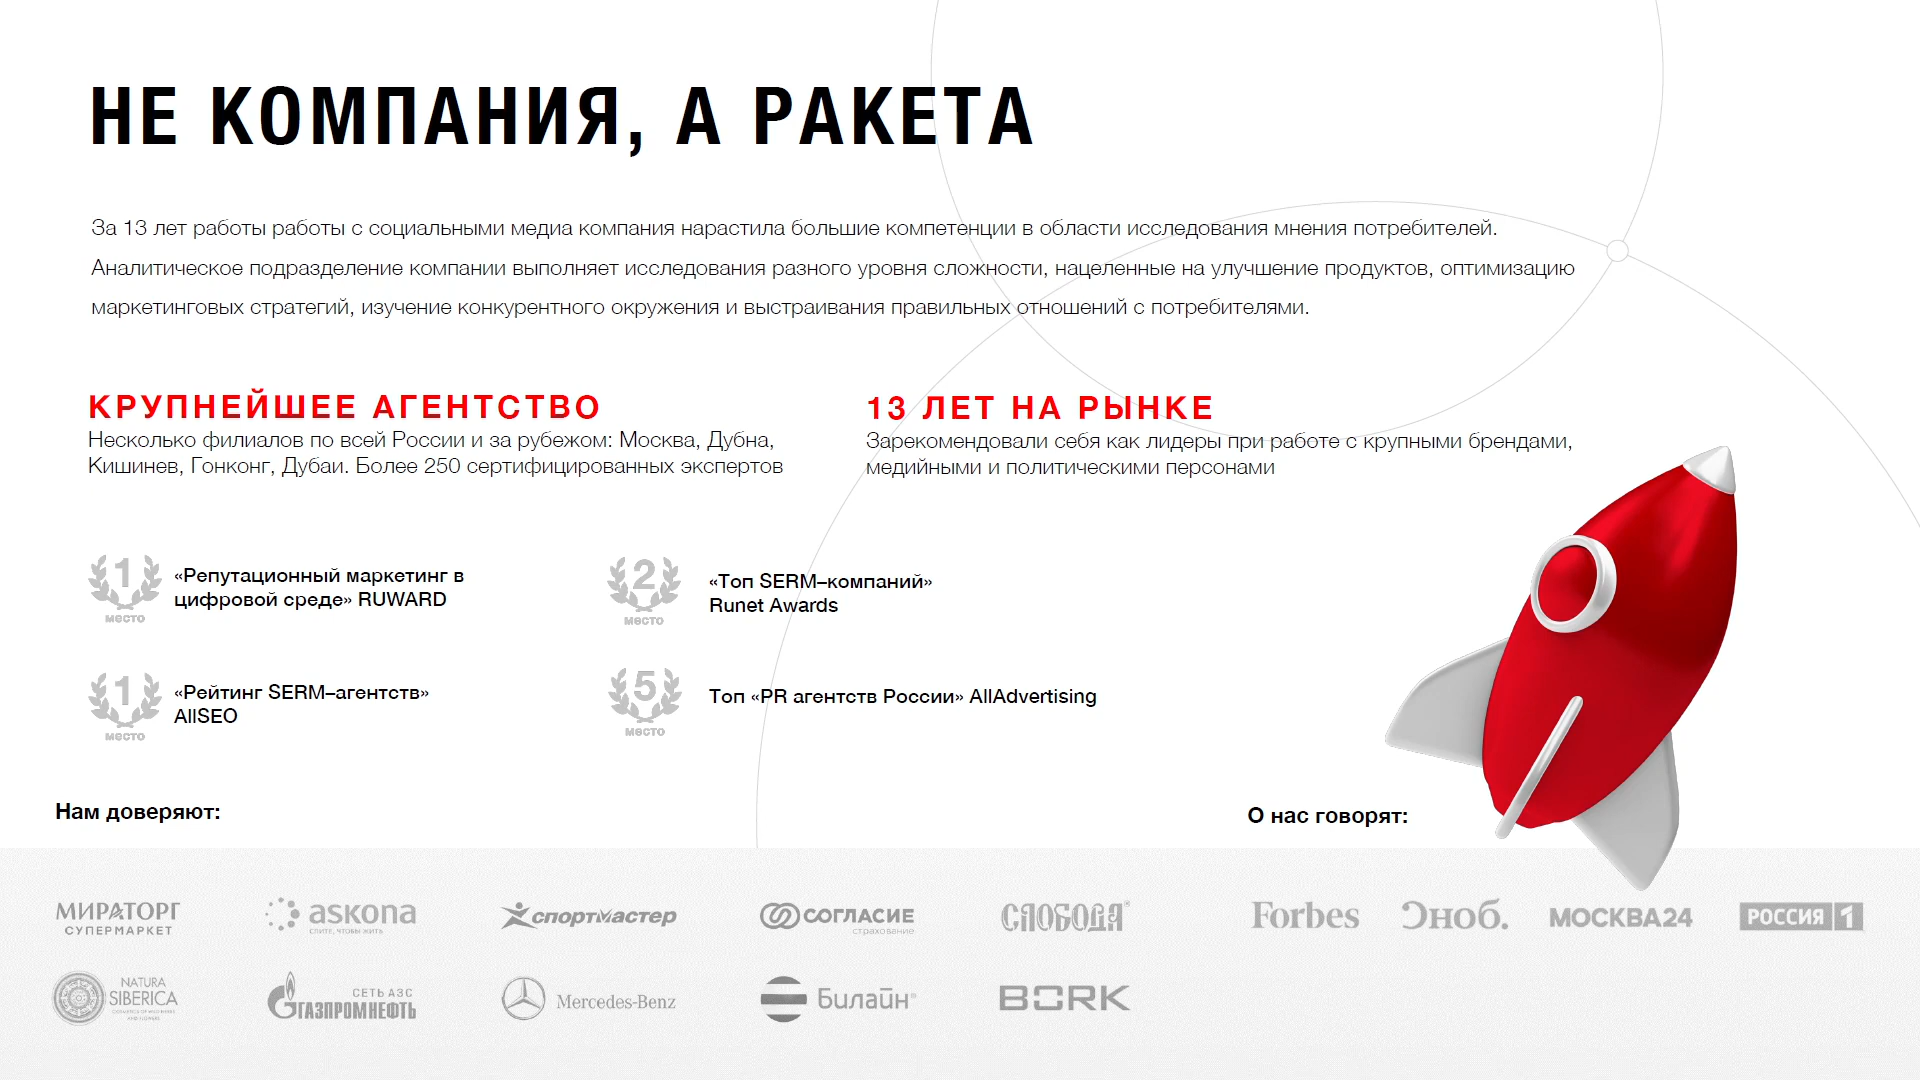 НЕ КОМПАНИЯ, А РАКЕТА
За 13 лет работы работы с социальными медиа компания нарастила большие компетенции в области исследования мнения потребителей.
Аналитическое подразделение компании выполняет исследования разного уровня сложности, нацеленные на улучшение продуктов, оптимизацию
маркетинговых стратегий, изучение конкурентного окружения и выстраивания правильных отношений с потребителями.
КРУПНЕЙШЕЕ АГЕНТСТВО
Несколько филиалов по всей России и за рубежом: Москва, Дубна,
Кишинев, Гонконг, Дубаи. Более 250 сертифицированных экспертов
13 ЛЕТ НА РЫНКЕ
Зарекомендовали себя как лидеры при работе с крупными брендами,
медийными и политическими персонами
1
место
«Репутационный маркетинг в
цифровой среде» RUWARD
2
место
«Топ SERM–компаний»
Runet Awards
1
место
«Рейтинг SERM–агентств»
AllSEO
5
место
Топ «PR агентств России» AllAdvertising
Нам доверяют:
О нас говорят:
МИРАТОРГ
СУПЕРМАРКЕТ
askona
СПИТЕ, ЧТОБЫ ЖИТЬ
спортмастер
СОГЛАСИЕ
страхование
СЛОБОДА®
Forbes
Сноб.
МОСКВА24
РОССИЯ 1
NATURA
SIBERICA
СЕТЬ АЗС
ГАЗПРОМНЕФТЬ
Mercedes-Benz
Билайн®
BORK